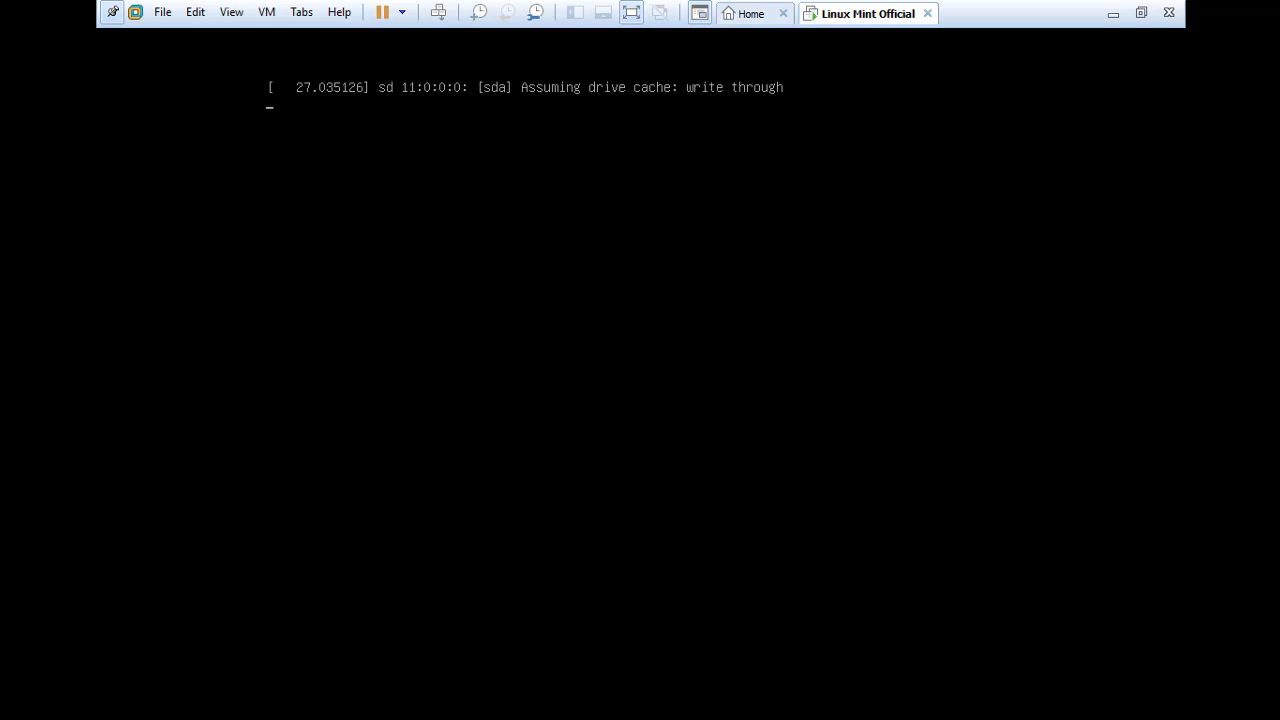 File Edit View VM Tabs Help Home Linux Mint Official
[   27.035126] sd 11:0:0:0: [sda] Assuming drive cache: write through